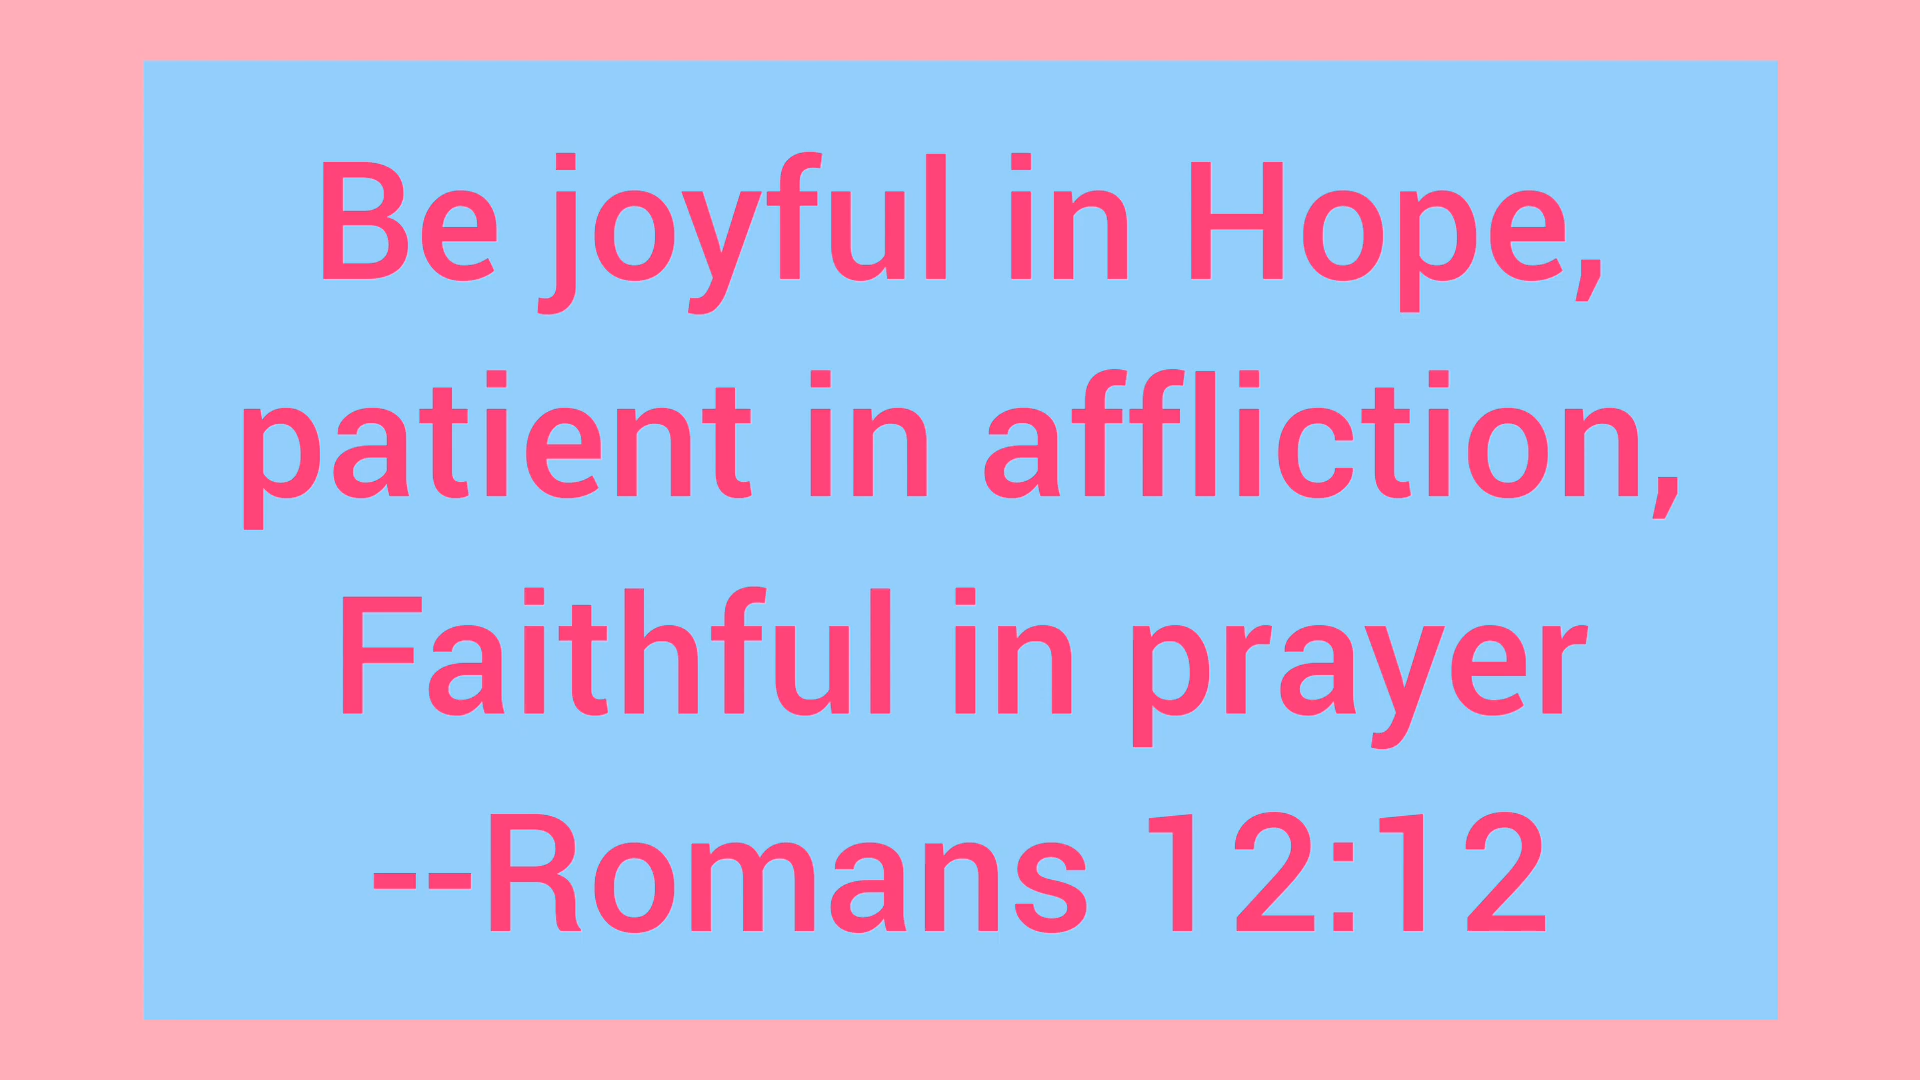 Be joyful in Hope,
patient in affliction,
Faithful in prayer
--Romans 12:12